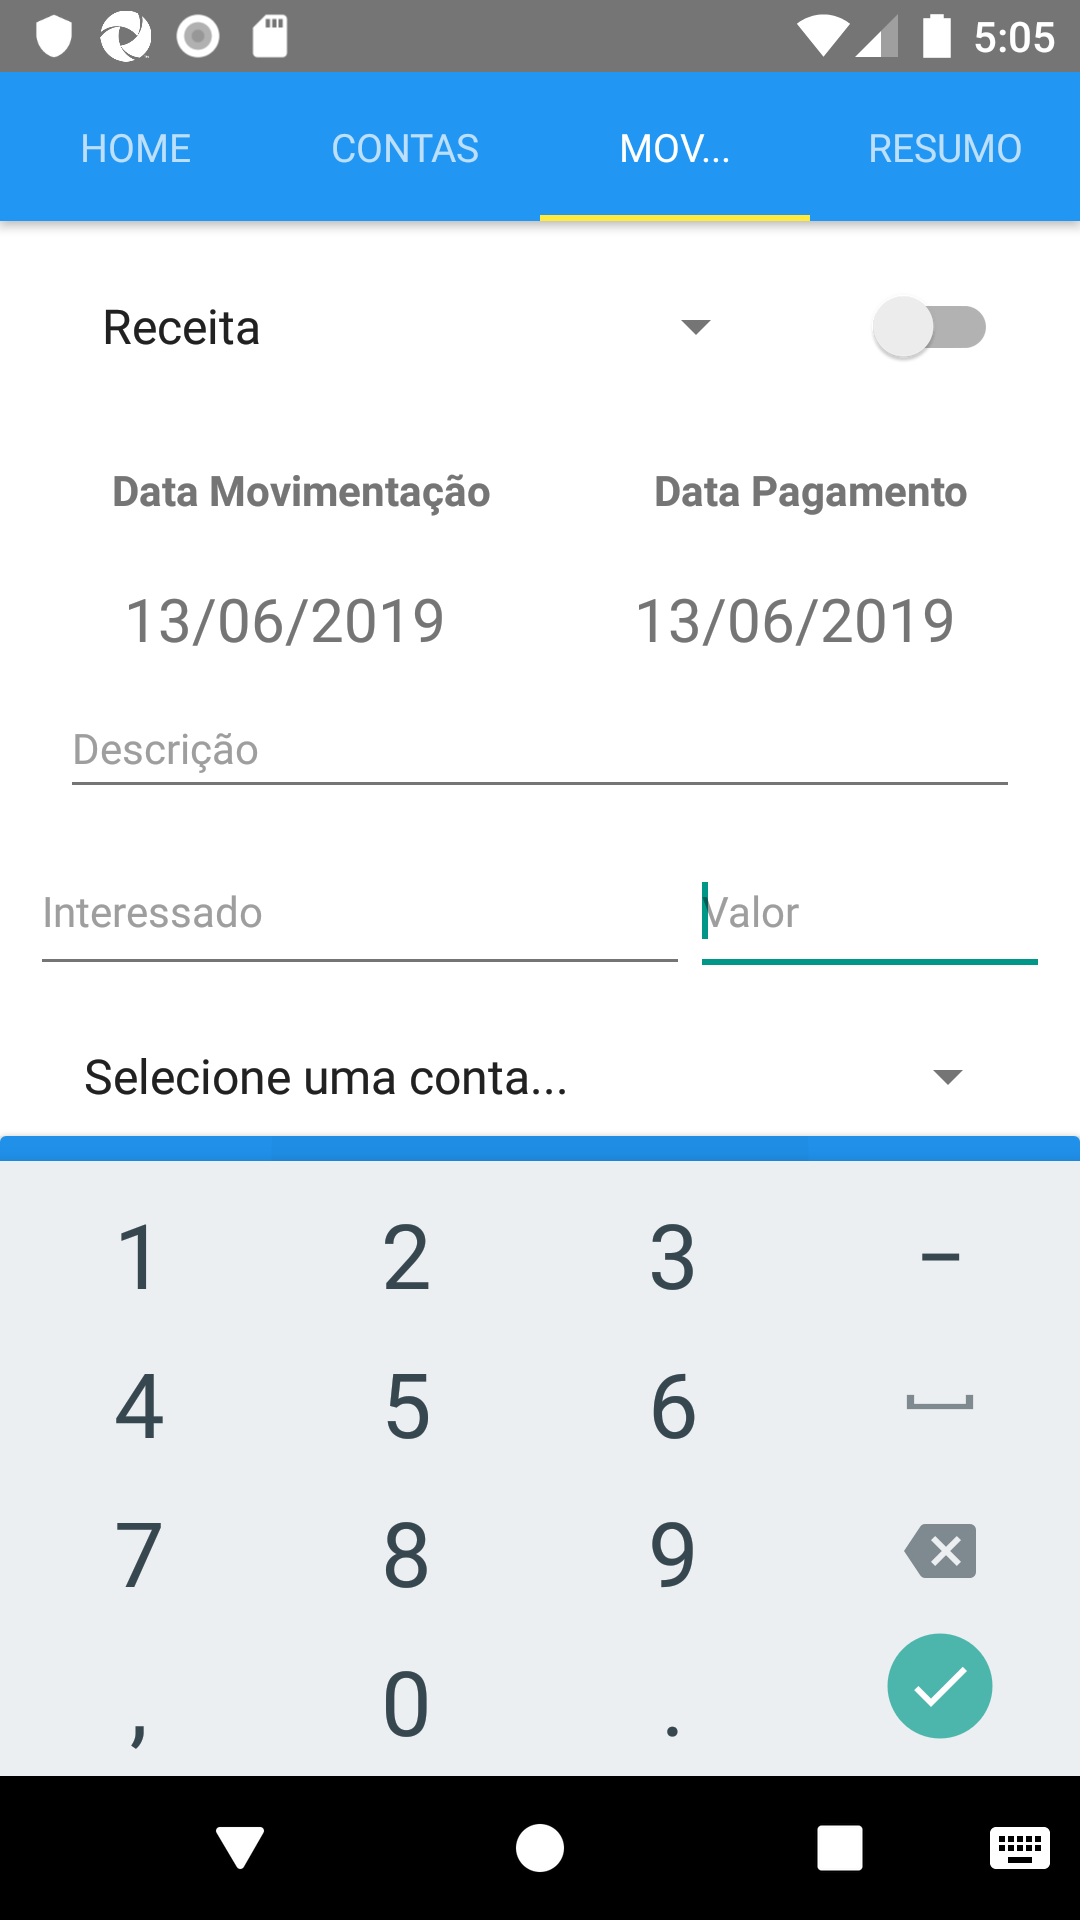 5:05
HOME CONTAS MOV... RESUMO
Receita
Data Movimentação Data Pagamento
13/06/2019 13/06/2019
Descrição
Interessado Valor
Selecione uma conta...
1 2 3 –
4 5 6
7 8 9
, 0 .